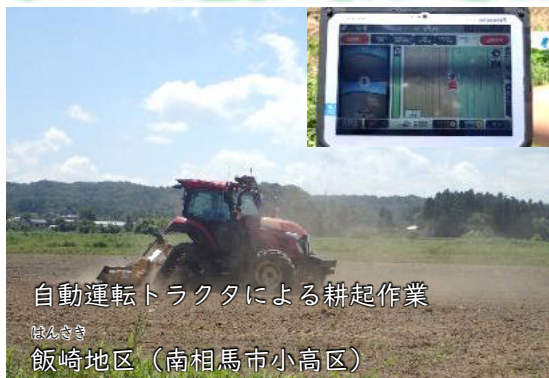 自動運転トラクタによる耕起作業
はんさき
飯崎地区（南相馬市小高区）